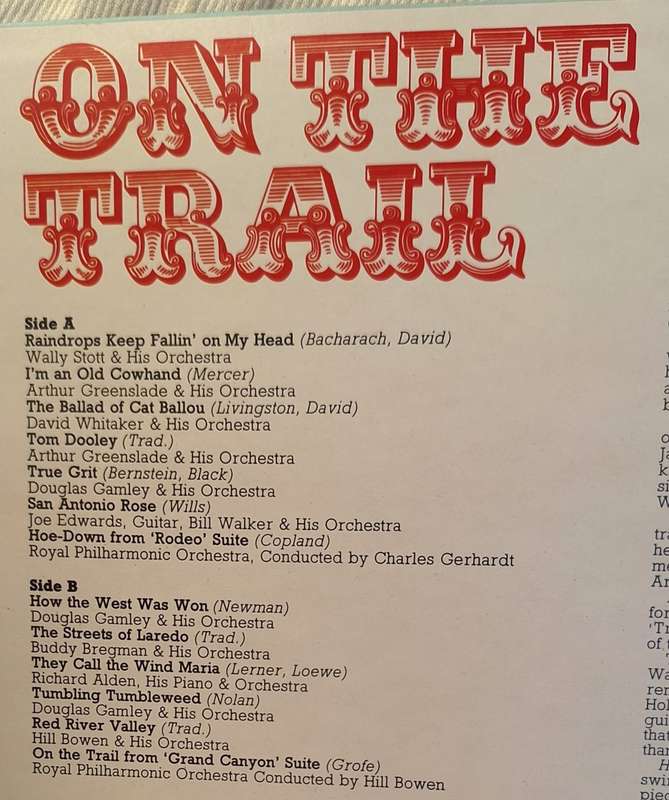 ON THE
TRAIL
Side A
Raindrops Keep Fallin' on My Head (Bacharach, David)
Wally Stott & His Orchestra
I'm an Old Cowhand (Mercer)
Arthur Greenslade & His Orchestra
The Ballad of Cat Ballou (Livingston, David)
David Whitaker & His Orchestra
Tom Dooley (Trad.)
Arthur Greenslade & His Orchestra
True Grit (Bernstein, Black)
Douglas Gamley & His Orchestra
San Antonio Rose (Wills)
Joe Edwards, Guitar, Bill Walker & His Orchestra
Hoe-Down from 'Rodeo' Suite (Copland)
Royal Philharmonic Orchestra, Conducted by Charles Gerhardt
Side B
How the West Was Won (Newman)
Douglas Gamley & His Orchestra
The Streets of Laredo (Trad.)
Buddy Bregman & His Orchestra
They Call the Wind Maria (Lerner, Loewe)
Richard Alden, His Piano & Orchestra
Tumbling Tumbleweed (Nolan)
Douglas Gamley & His Orchestra
Red River Valley (Trad.)
Hill Bowen & His Orchestra
On the Trail from 'Grand Canyon' Suite (Grofe)
Royal Philharmonic Orchestra Conducted by Hill Bowen